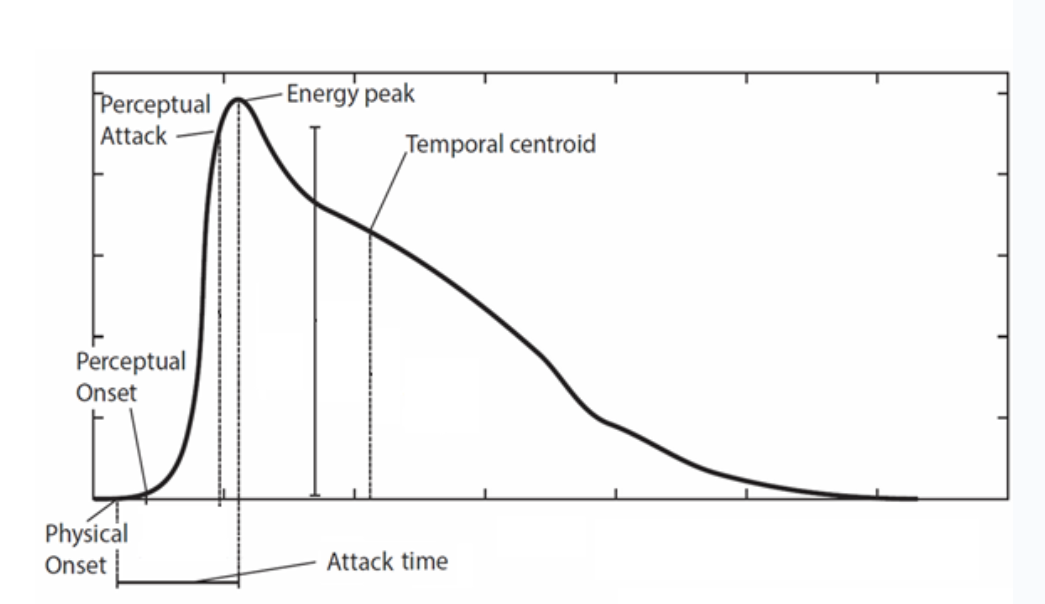 Energy peak
Perceptual
Attack
Temporal centroid
Perceptual
Onset
Physical
Onset
Attack time